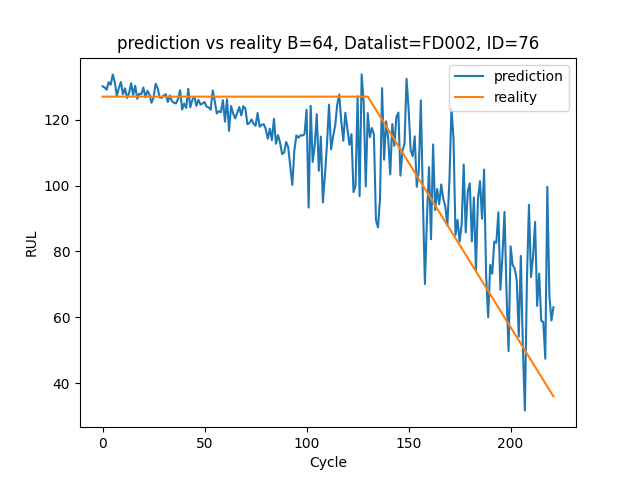 prediction vs reality B=64, Datalist=FD002, ID=76
prediction
reality
RUL
120
100
80
60
40
0 50 100 150 200
Cycle